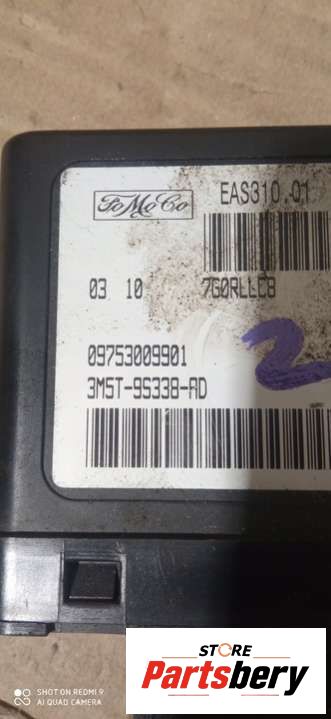 FoMoCo
EAS310.01
03 10
7G0RLLC8
09753009901
3M5T-9S338-AD
2
SHOT ON REDMI 9
AI QUAD CAMERA
STORE
Partsbery